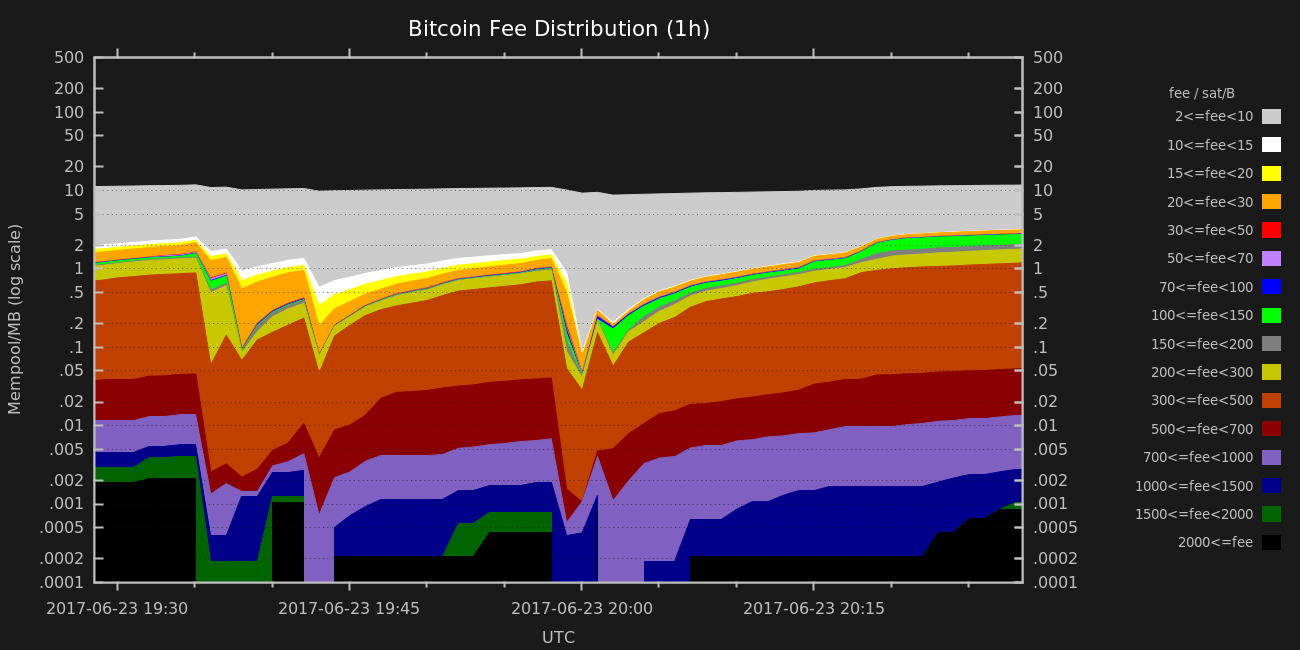 Bitcoin Fee Distribution (1h)
500 500
200 200
100 100
50 50
20 20
10 10
5 5
2 2
1 1
.5 .5
.2 .2
.1 .1
.05 .05
.02 .02
.01 .01
.005 .005
.002 .002
.001 .001
.0005 .0005
.0002 .0002
.0001 .0001
Mempool/MB (log scale)
2017-06-23 19:30 2017-06-23 19:45 2017-06-23 20:00 2017-06-23 20:15
UTC
fee / sat/B
2<=fee<10
10<=fee<15
15<=fee<20
20<=fee<30
30<=fee<50
50<=fee<70
70<=fee<100
100<=fee<150
150<=fee<200
200<=fee<300
300<=fee<500
500<=fee<700
700<=fee<1000
1000<=fee<1500
1500<=fee<2000
2000<=fee